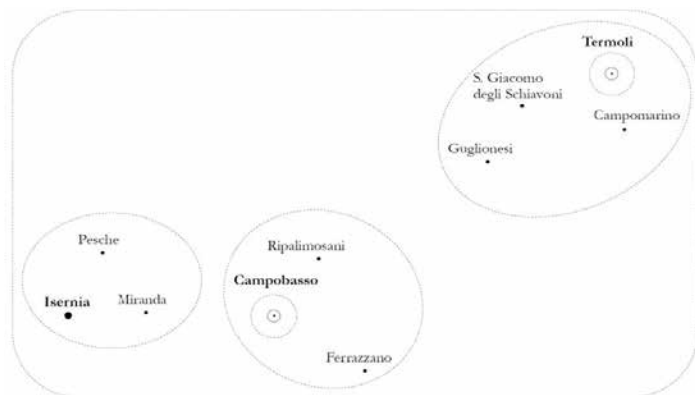 Termoli
S. Giacomo
degli Schiavoni
Campomarino
Guglionesi
Pesche
Ripalimosani
Campobasso
Isernia
Miranda
Ferrazzano